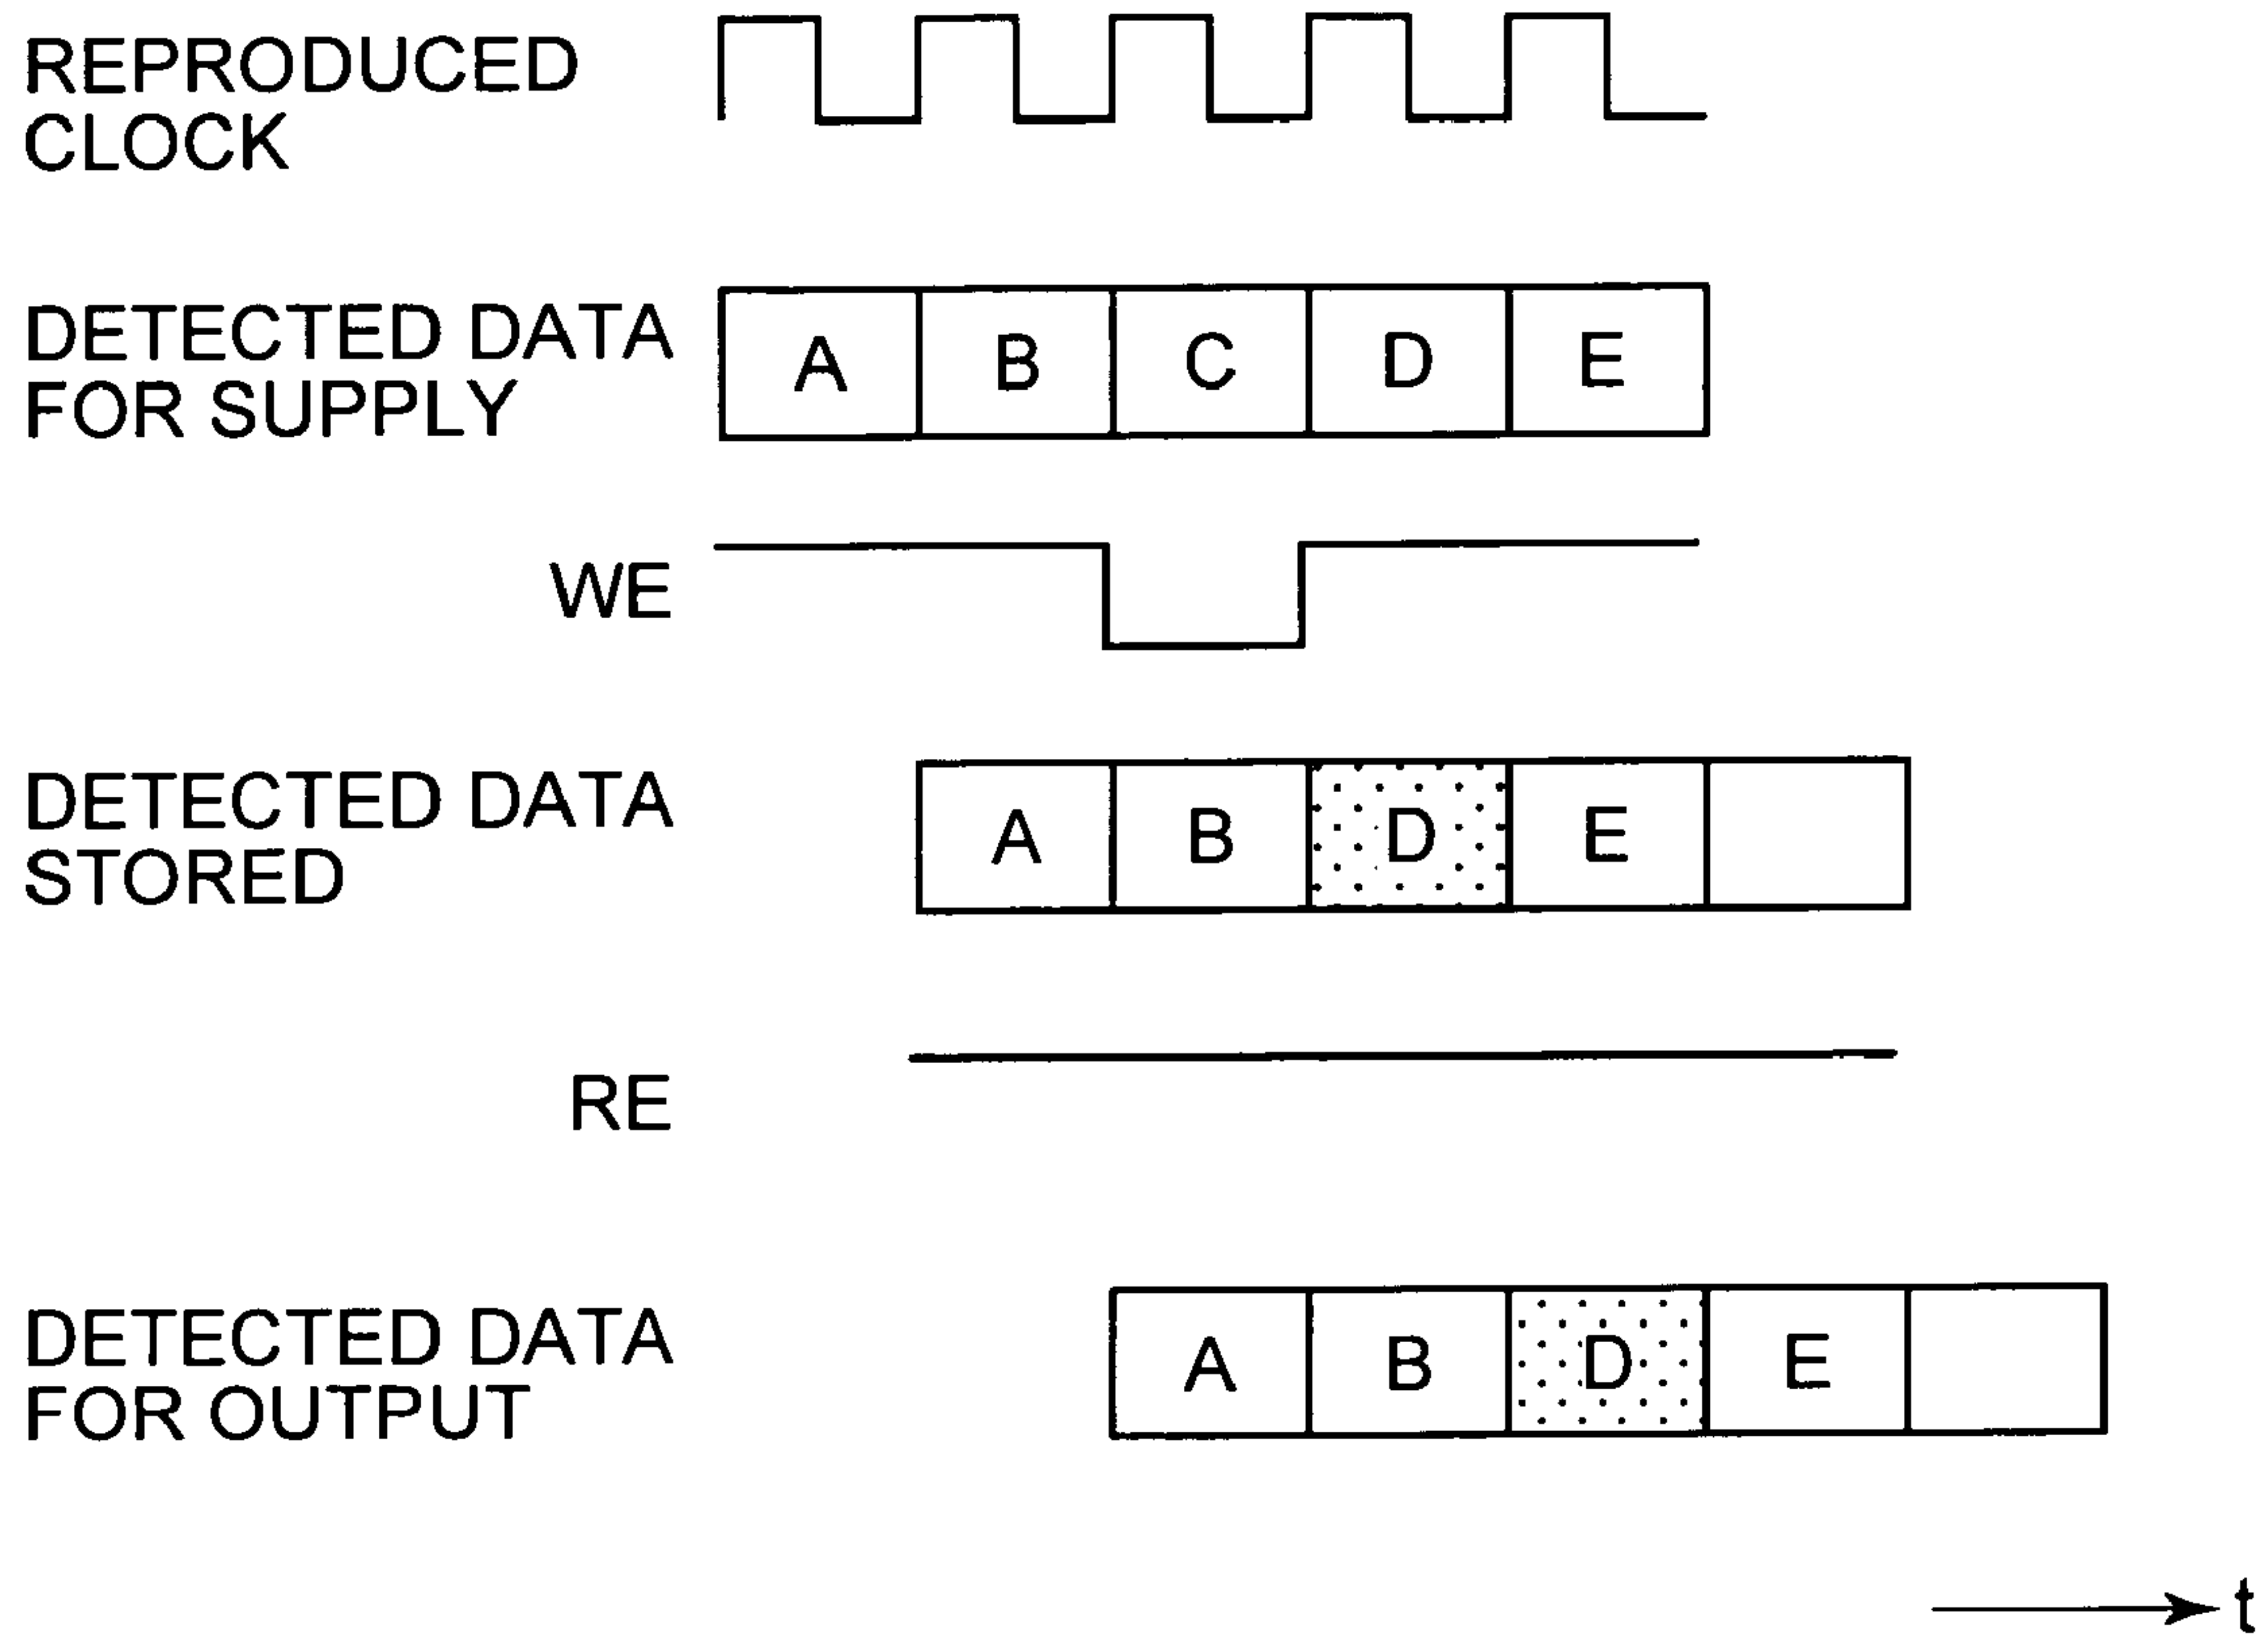 REPRODUCED
CLOCK
DETECTED DATA
FOR SUPPLY
A B C D E
WE
DETECTED DATA
STORED
A B D E
RE
DETECTED DATA
FOR OUTPUT
A B D E
t